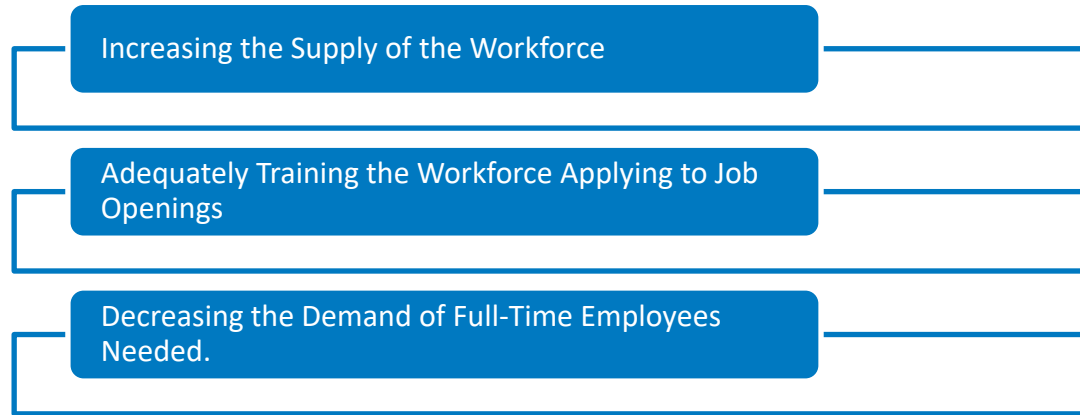 Increasing the Supply of the Workforce
Adequately Training the Workforce Applying to Job
Openings
Decreasing the Demand of Full-Time Employees
Needed.